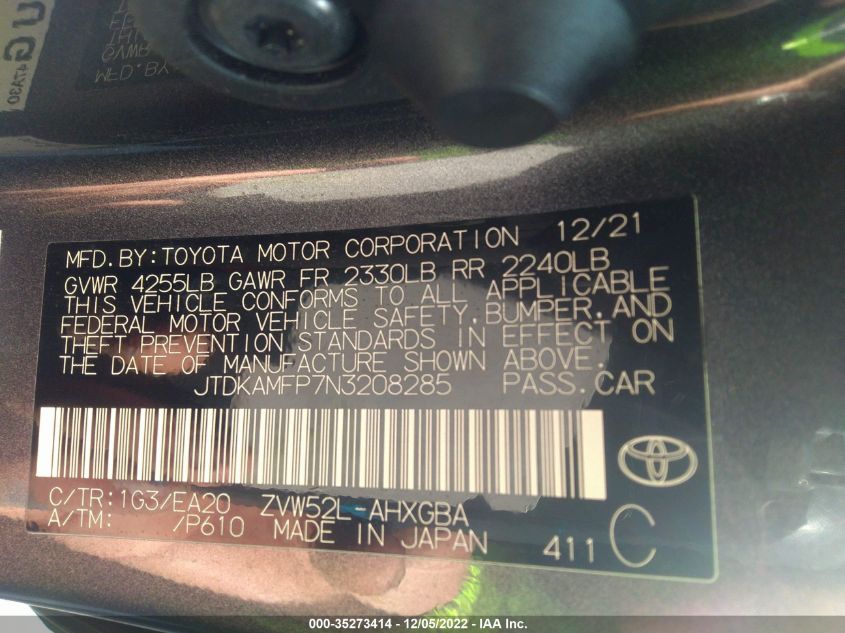 MFD. BY
MFD.BY:TOYOTA MOTOR CORPORATION 12/21
GVWR 4255LB GAWR FR 2330LB RR 2240LB
THIS VEHICLE CONFORMS TO ALL APPLICABLE
FEDERAL MOTOR VEHICLE SAFETY,BUMPER,AND
THEFT PREVENTION STANDARDS IN EFFECT ON
THE DATE OF MANUFACTURE SHOWN ABOVE.
JTDKAMFP7N3208285 PASS.CAR
C/TR:1G3/EA20 ZVW52L-AHXGBA
A/TM: /P610 MADE IN JAPAN 411 C
000-35273414 - 12/05/2022 - IAA Inc.